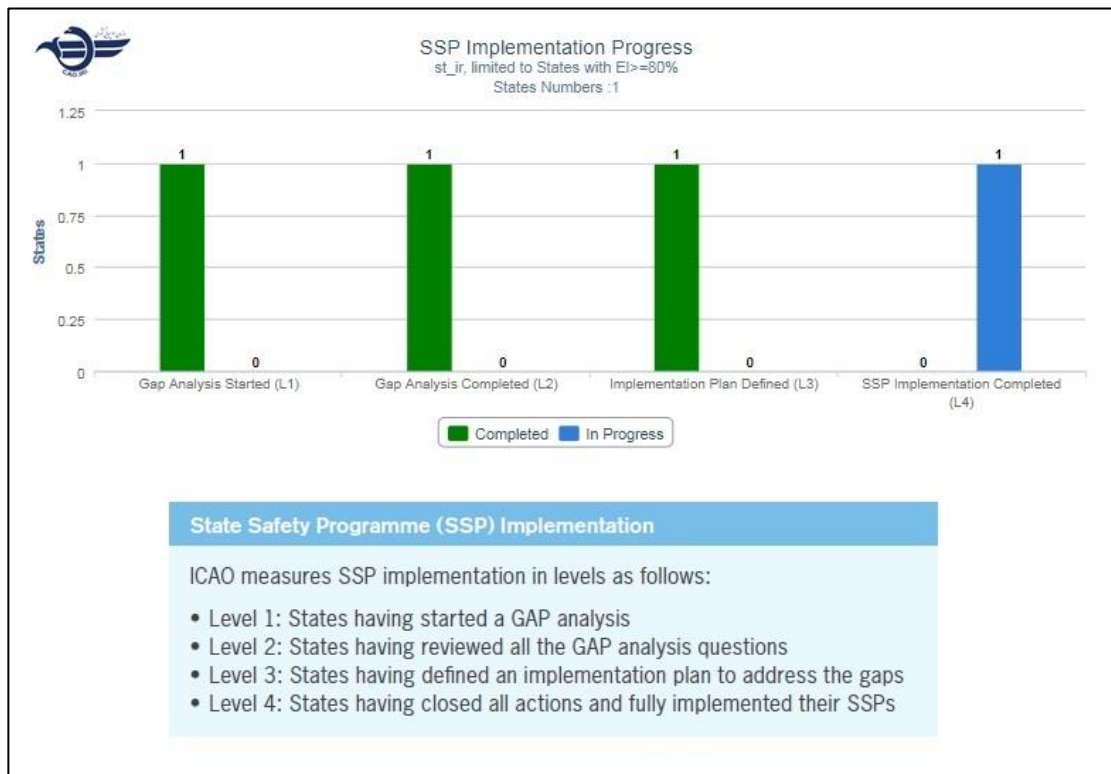 CAO.IRI
SSP Implementation Progress
st_ir, limited to States with EI>=80%
States Numbers :1
1.25
1
0.75
0.5
0.25
0
States
1
0
1
0
1
0
0
1
Gap Analysis Started (L1)
Gap Analysis Completed (L2)
Implementation Plan Defined (L3)
SSP Implementation Completed
(L4)
Completed
In Progress
State Safety Programme (SSP) Implementation
ICAO measures SSP implementation in levels as follows:
• Level 1: States having started a GAP analysis
• Level 2: States having reviewed all the GAP analysis questions
• Level 3: States having defined an implementation plan to address the gaps
• Level 4: States having closed all actions and fully implemented their SSPs